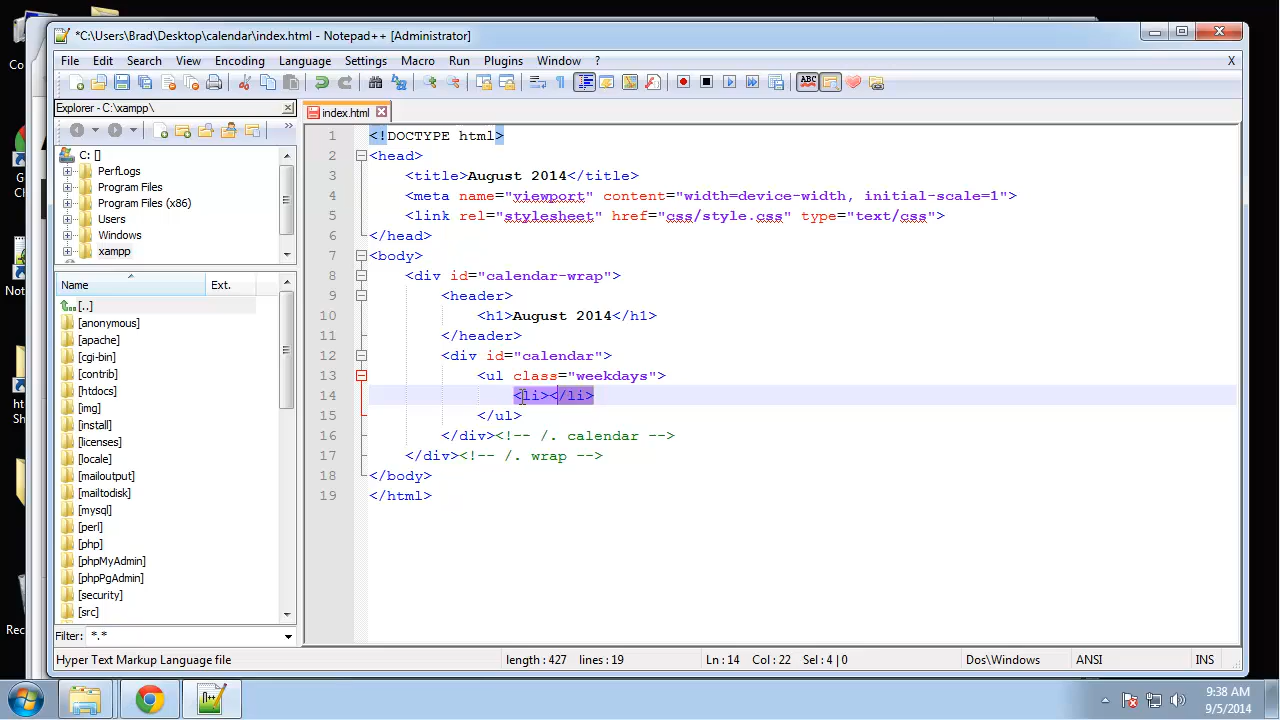 *C:\Users\Brad\Desktop\calendar\index.html - Notepad++ [Administrator]
File Edit Search View Encoding Language Settings Macro Run Plugins Window ? X
ABC
Explorer - C:\xampp\
index.html
C: []
PerfLogs
Program Files
Program Files (x86)
Users
Windows
xampp
Name Ext.
[..]
[anonymous]
[apache]
[cgi-bin]
[contrib]
[htdocs]
[img]
[install]
[licenses]
[locale]
[mailoutput]
[mailtodisk]
[mysql]
[perl]
[php]
[phpMyAdmin]
[phpPgAdmin]
[security]
[src]
Filter: *.*
1 <!DOCTYPE html>
2 <head>
3 <title>August 2014</title>
4 <meta name="viewport" content="width=device-width, initial-scale=1">
5 <link rel="stylesheet" href="css/style.css" type="text/css">
6 </head>
7 <body>
8 <div id="calendar-wrap">
9 <header>
10 <h1>August 2014</h1>
11 </header>
12 <div id="calendar">
13 <ul class="weekdays">
14 <li></li>
15 </ul>
16 </div><!-- /. calendar -->
17 </div><!-- /. wrap -->
18 </body>
19 </html>
Hyper Text Markup Language file length : 427 lines : 19 Ln : 14 Col : 22 Sel : 4 | 0 Dos\Windows ANSI INS
9:38 AM
9/5/2014